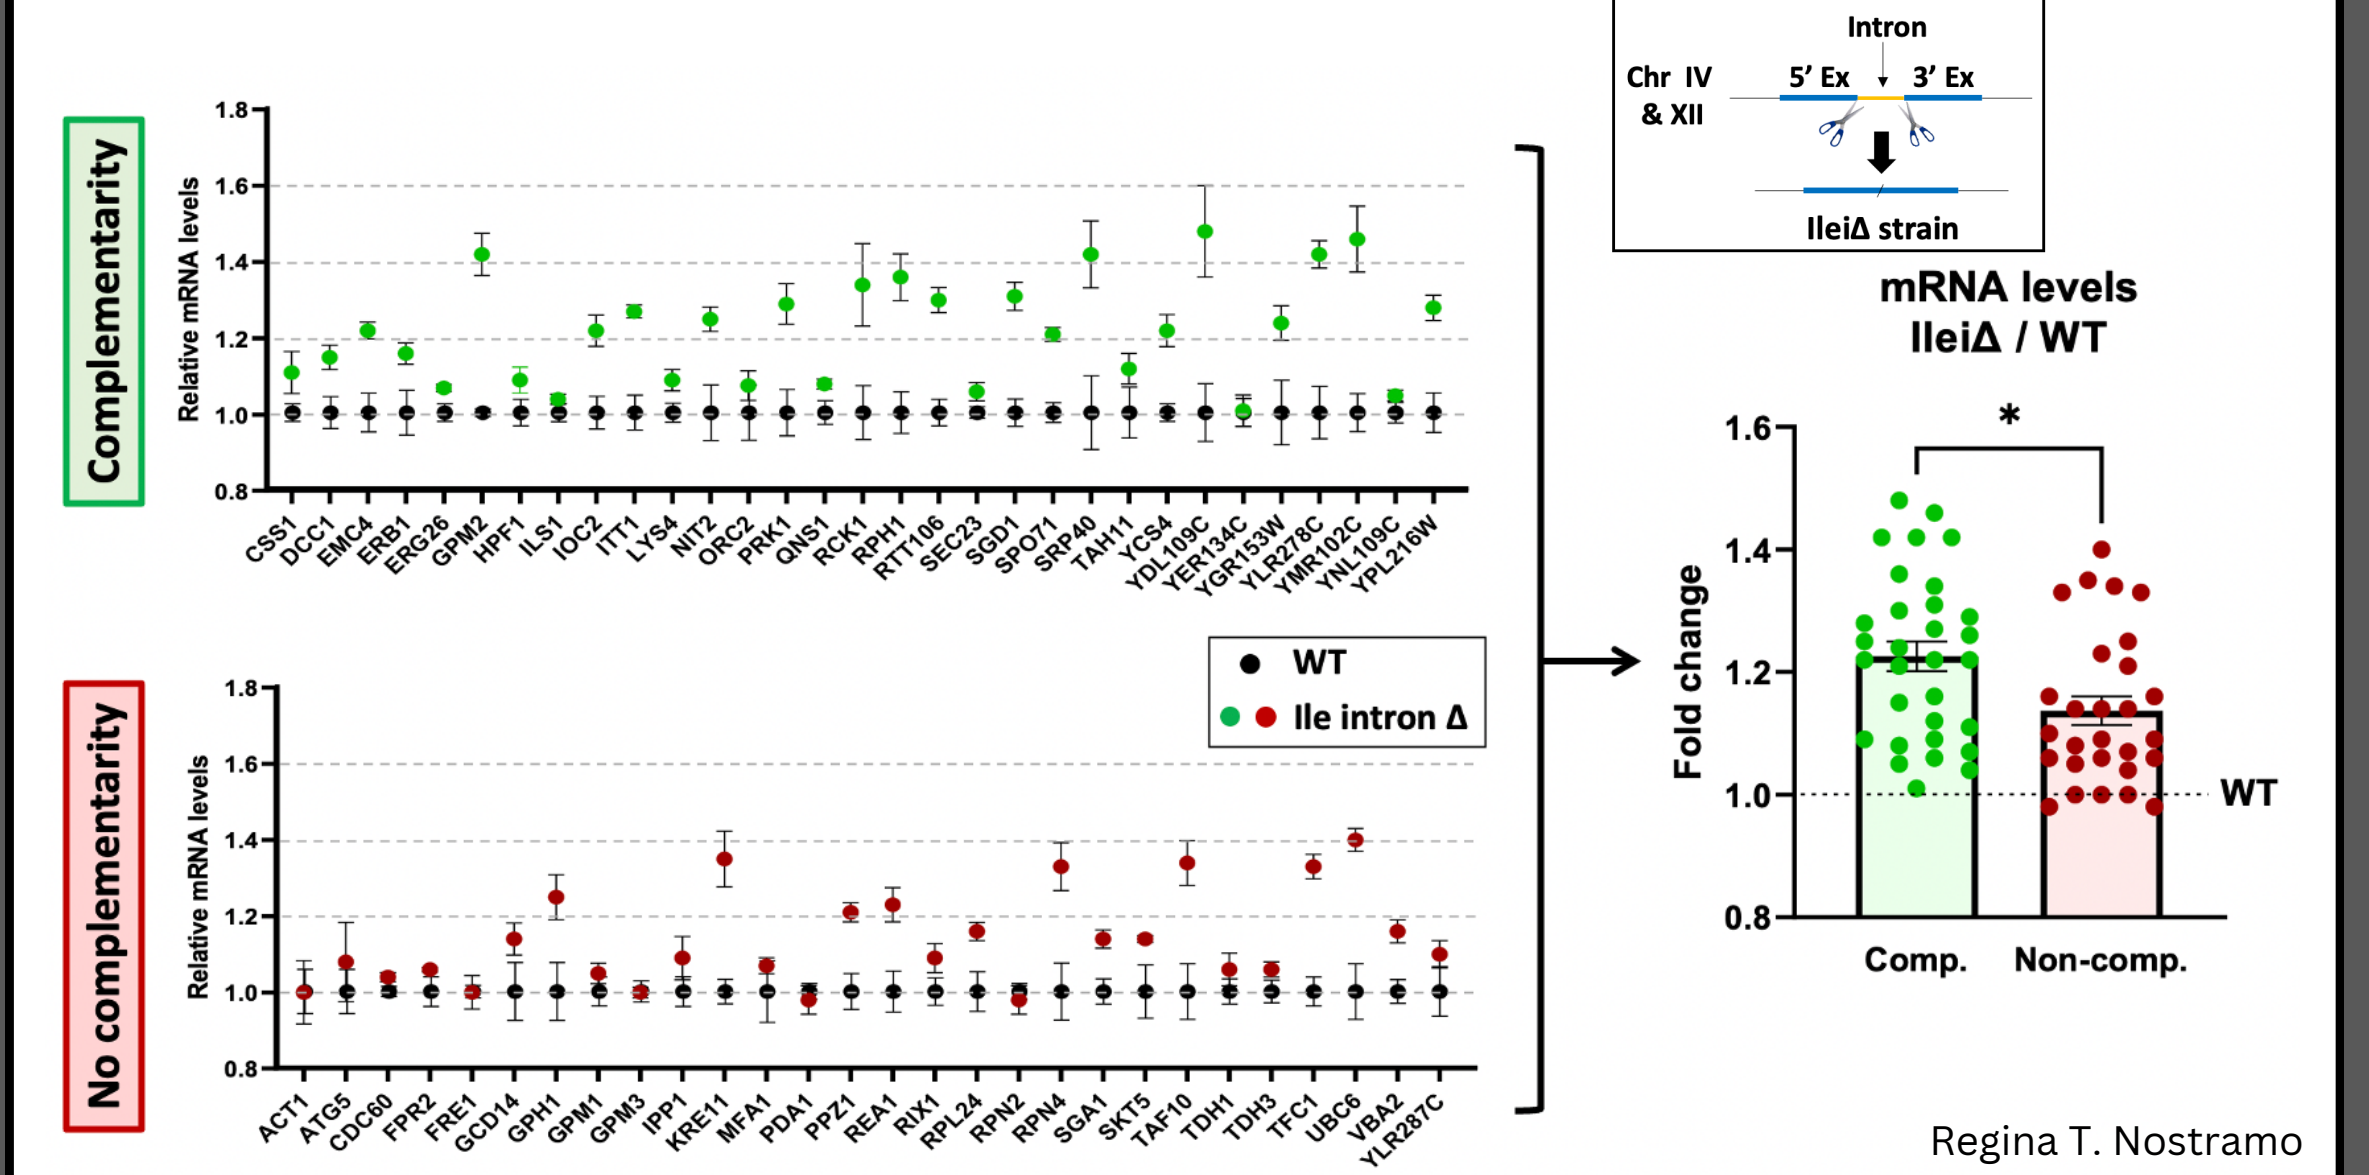 Complementarity
Relative mRNA levels
1.8
1.6
1.4
1.2
1.0
0.8
CSS1
DCC1
EMC4
ERB1
ERG26
GPM2
HPF1
ILS1
IOC2
ITT1
LYS4
NIT2
ORC2
PRK1
QNS1
RCK1
RPH1
RTT106
SEC23
SGD1
SPO71
SRP40
TAH11
YCS4
YDL109C
YER134C
YGR153W
YLR278C
YMR102C
YNL109C
YPL216W
WT
Ile intron Δ
No complementarity
Relative mRNA levels
1.8
1.6
1.4
1.2
1.0
0.8
ACT1
ATG5
CDC60
FPR2
FRE1
GCD14
GPH1
GPM1
GPM3
IPP1
KRE11
MFA1
PDA1
PPZ1
REA1
RIX1
RPL24
RPN2
RPN4
SGA1
SKT5
TAF10
TDH1
TDH3
TFC1
UBC6
VBA2
YLR287C
Intron
Chr IV
& XII
5’ Ex
3’ Ex
IleiΔ strain
mRNA levels
IleiΔ / WT
*
Fold change
1.6
1.4
1.2
1.0
0.8
WT
Comp.
Non-comp.
Regina T. Nostramo